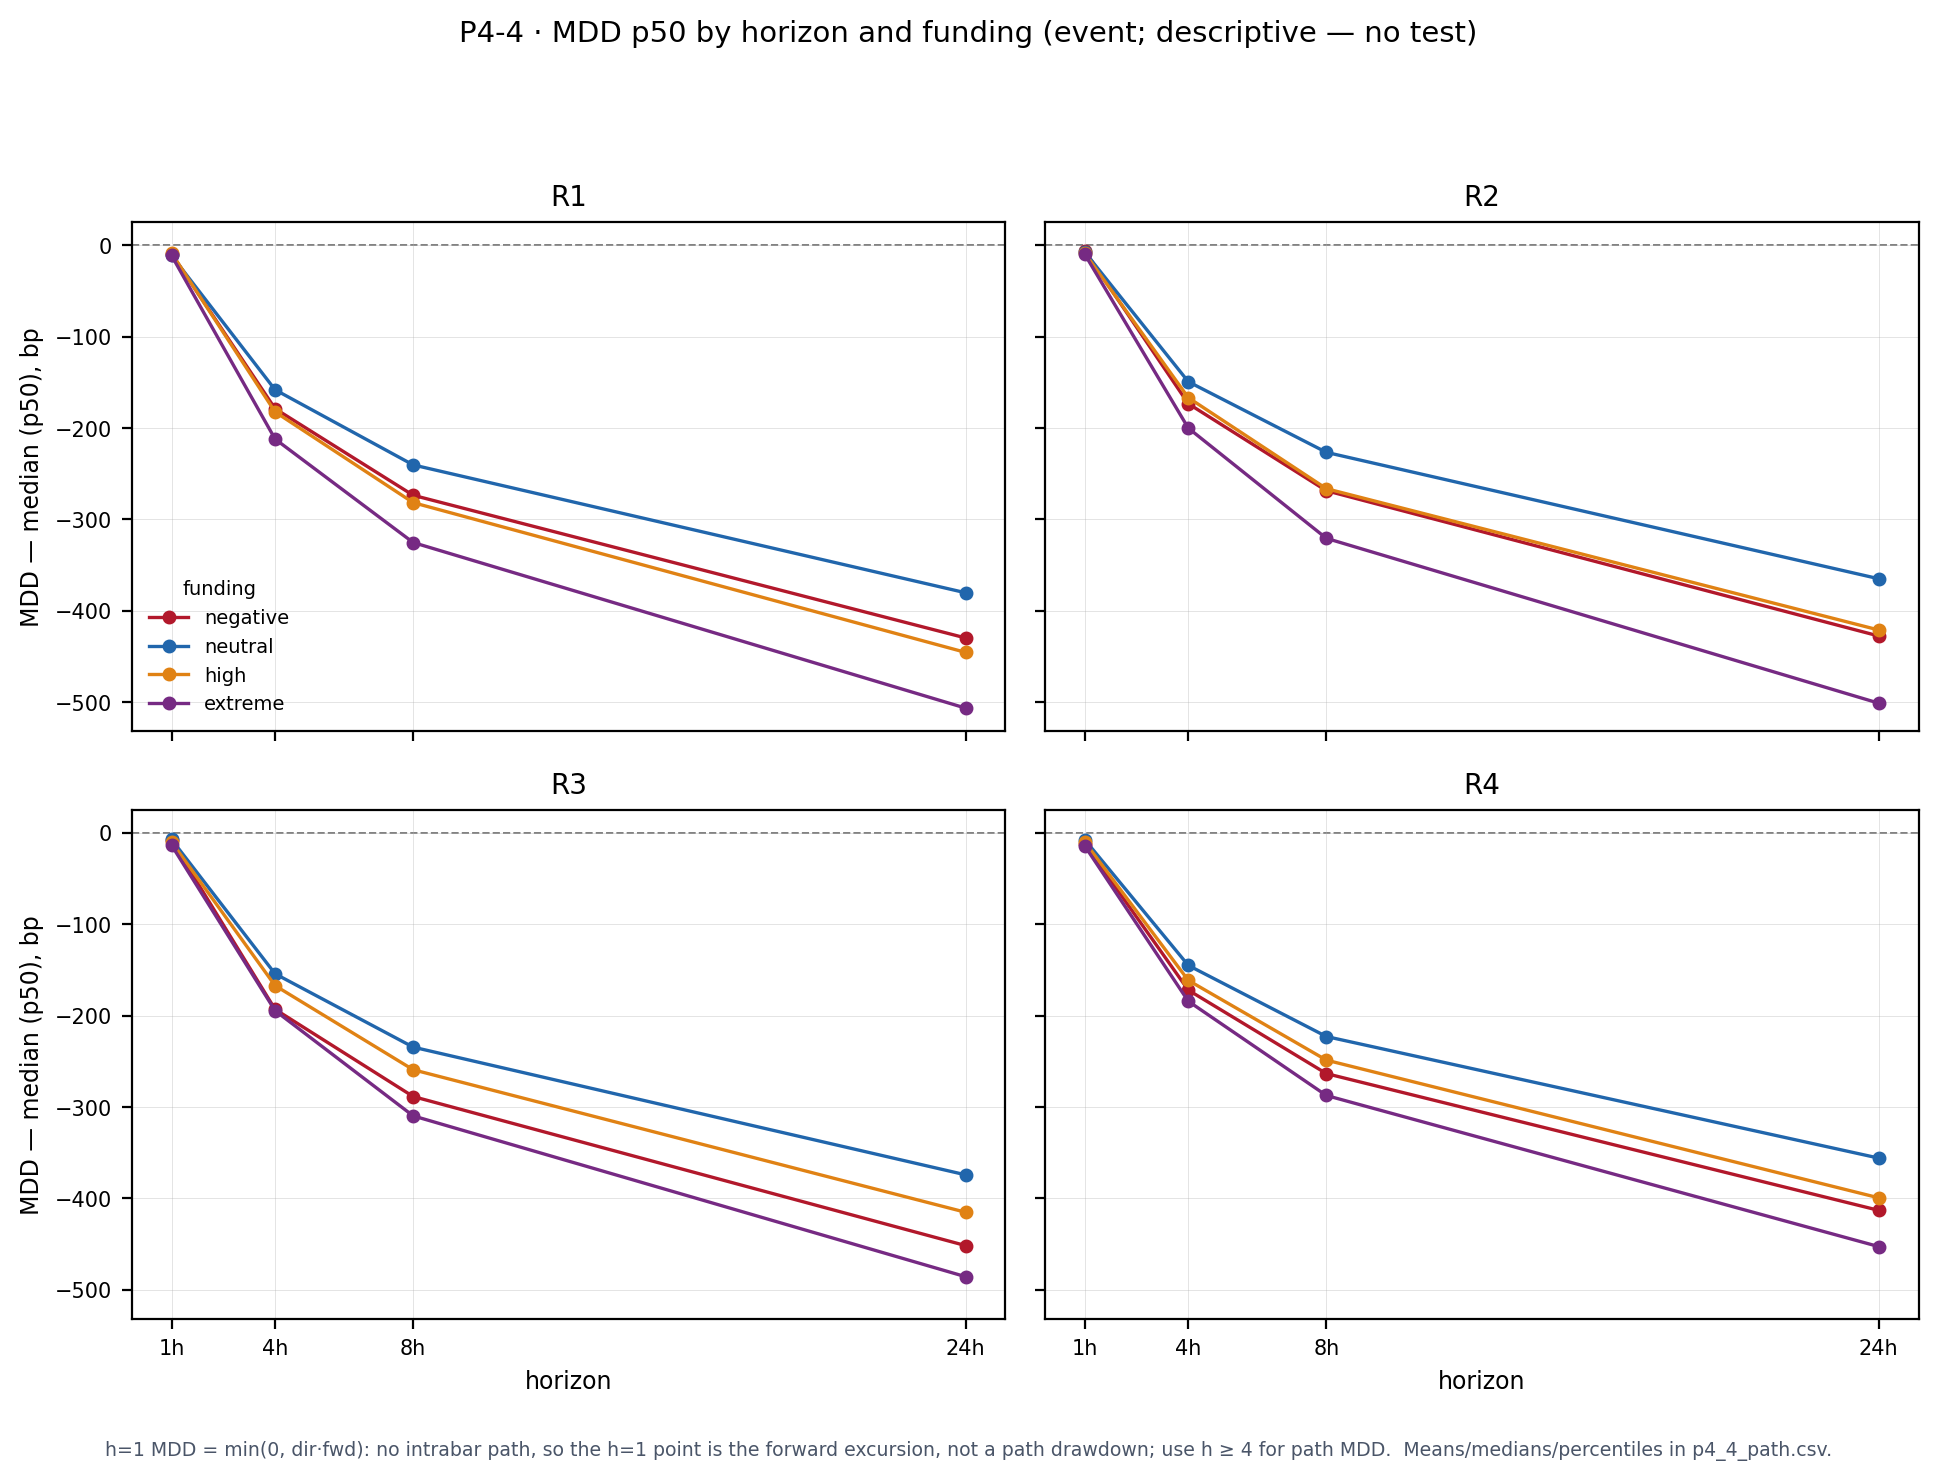 P4-4 · MDD p50 by horizon and funding (event; descriptive — no test)
R1
R2
MDD — median (p50), bp
0
−100
−200
−300
−400
−500
funding
negative
neutral
high
extreme
R3
R4
MDD — median (p50), bp
0
−100
−200
−300
−400
−500
1h 4h 8h 24h
1h 4h 8h 24h
horizon
horizon
h=1 MDD = min(0, dir·fwd): no intrabar path, so the h=1 point is the forward excursion, not a path drawdown; use h ≥ 4 for path MDD. Means/medians/percentiles in p4_4_path.csv.